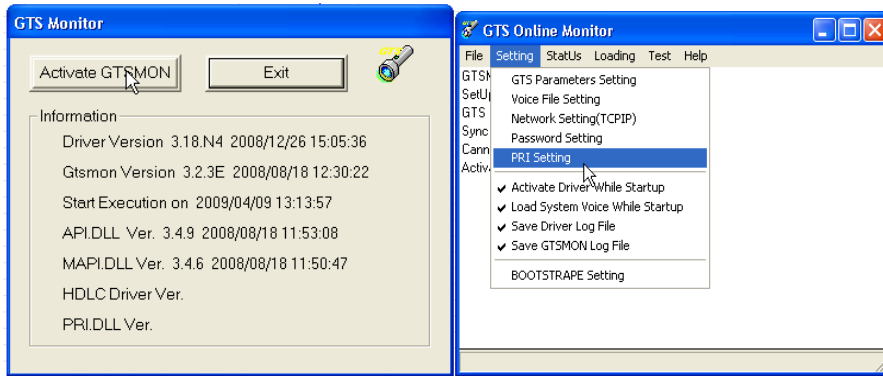 GTS Monitor
Activate GTSMON
Exit
GTS
Information
Driver Version 3.18.N4 2008/12/26 15:05:36
Gtsmon Version 3.2.3E 2008/08/18 12:30:22
Start Execution on 2009/04/09 13:13:57
API.DLL Ver. 3.4.9 2008/08/18 11:53:08
MAPI.DLL Ver. 3.4.6 2008/08/18 11:50:47
HDLC Driver Ver.
PRI.DLL Ver.
GTS Online Monitor
File Setting StatUs Loading Test Help
GTS Parameters Setting
Voice File Setting
Network Setting(TCPIP)
Password Setting
PRI Setting
Activate Driver While Startup
Load System Voice While Startup
Save Driver Log File
Save GTSMON Log File
BOOTSTRAPE Setting
GTS
Sync